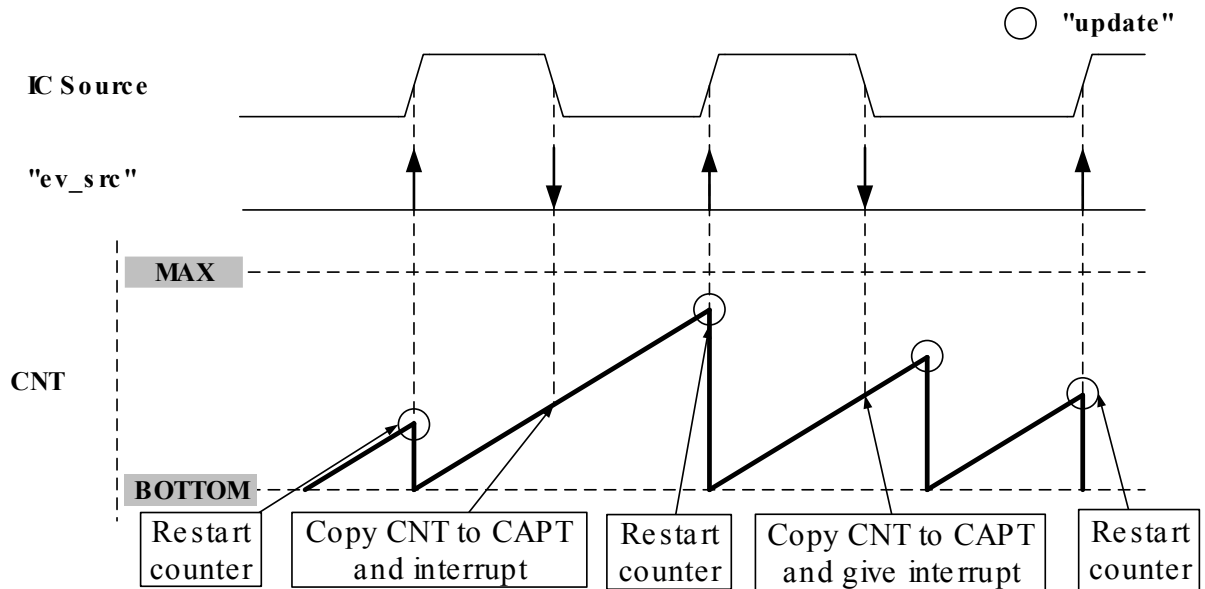 "update"
IC Source
"ev_src"
MAX
CNT
BOTTOM
Restart
counter
Copy CNT to CAPT
and interrupt
Restart
counter
Copy CNT to CAPT
and give interrupt
Restart
counter